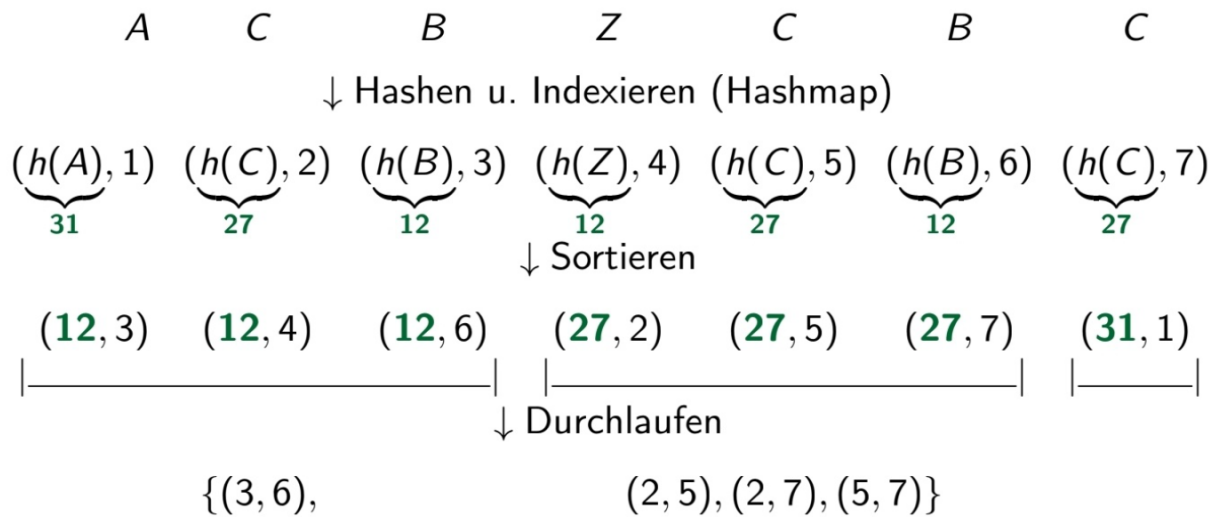 A C B Z C B C
↓ Hashen u. Indexieren (Hashmap)
(h(A), 1) (h(C), 2) (h(B), 3) (h(Z), 4) (h(C), 5) (h(B), 6) (h(C), 7)
31 27 12 12 27 12 27
↓ Sortieren
(12, 3) (12, 4) (12, 6) (27, 2) (27, 5) (27, 7) (31, 1)
↓ Durchlaufen
{(3, 6), (2, 5), (2, 7), (5, 7)}